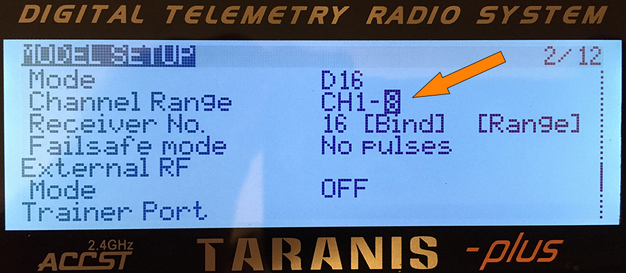 DIGITAL TELEMETRY RADIO SYSTEM
MODEL SETUP 2/12
Mode D16
Channel Range CH1-8
Receiver No. 16 [Bind] [Range]
Failsafe mode No pulses
External RF
Mode OFF
Trainer Port
2.4GHz
ACCST TARANIS -plus